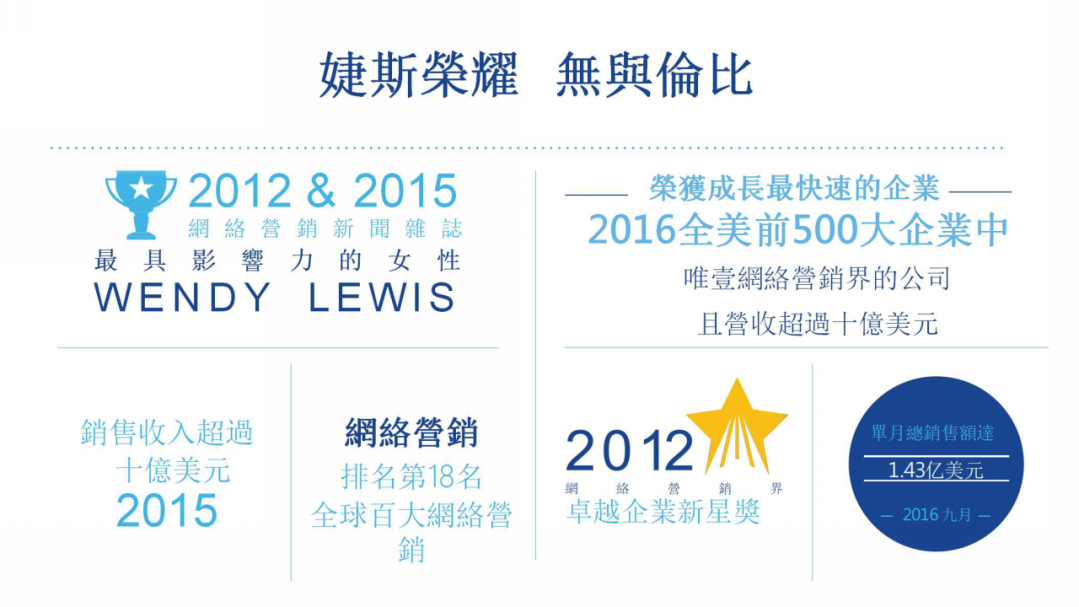 婕斯榮耀 無與倫比
2012 & 2015
網絡營銷新聞雜誌
最具影響力的女性
WENDY LEWIS
榮獲成長最快速的企業
2016全美前500大企業中
唯壹網絡營銷界的公司
且營收超過十億美元
銷售收入超過
十億美元
2015
網絡營銷
排名第18名
全球百大網絡營
銷
2012
網絡營銷界
卓越企業新星獎
單月總銷售額達
1.43亿美元
— 2016 九月 —